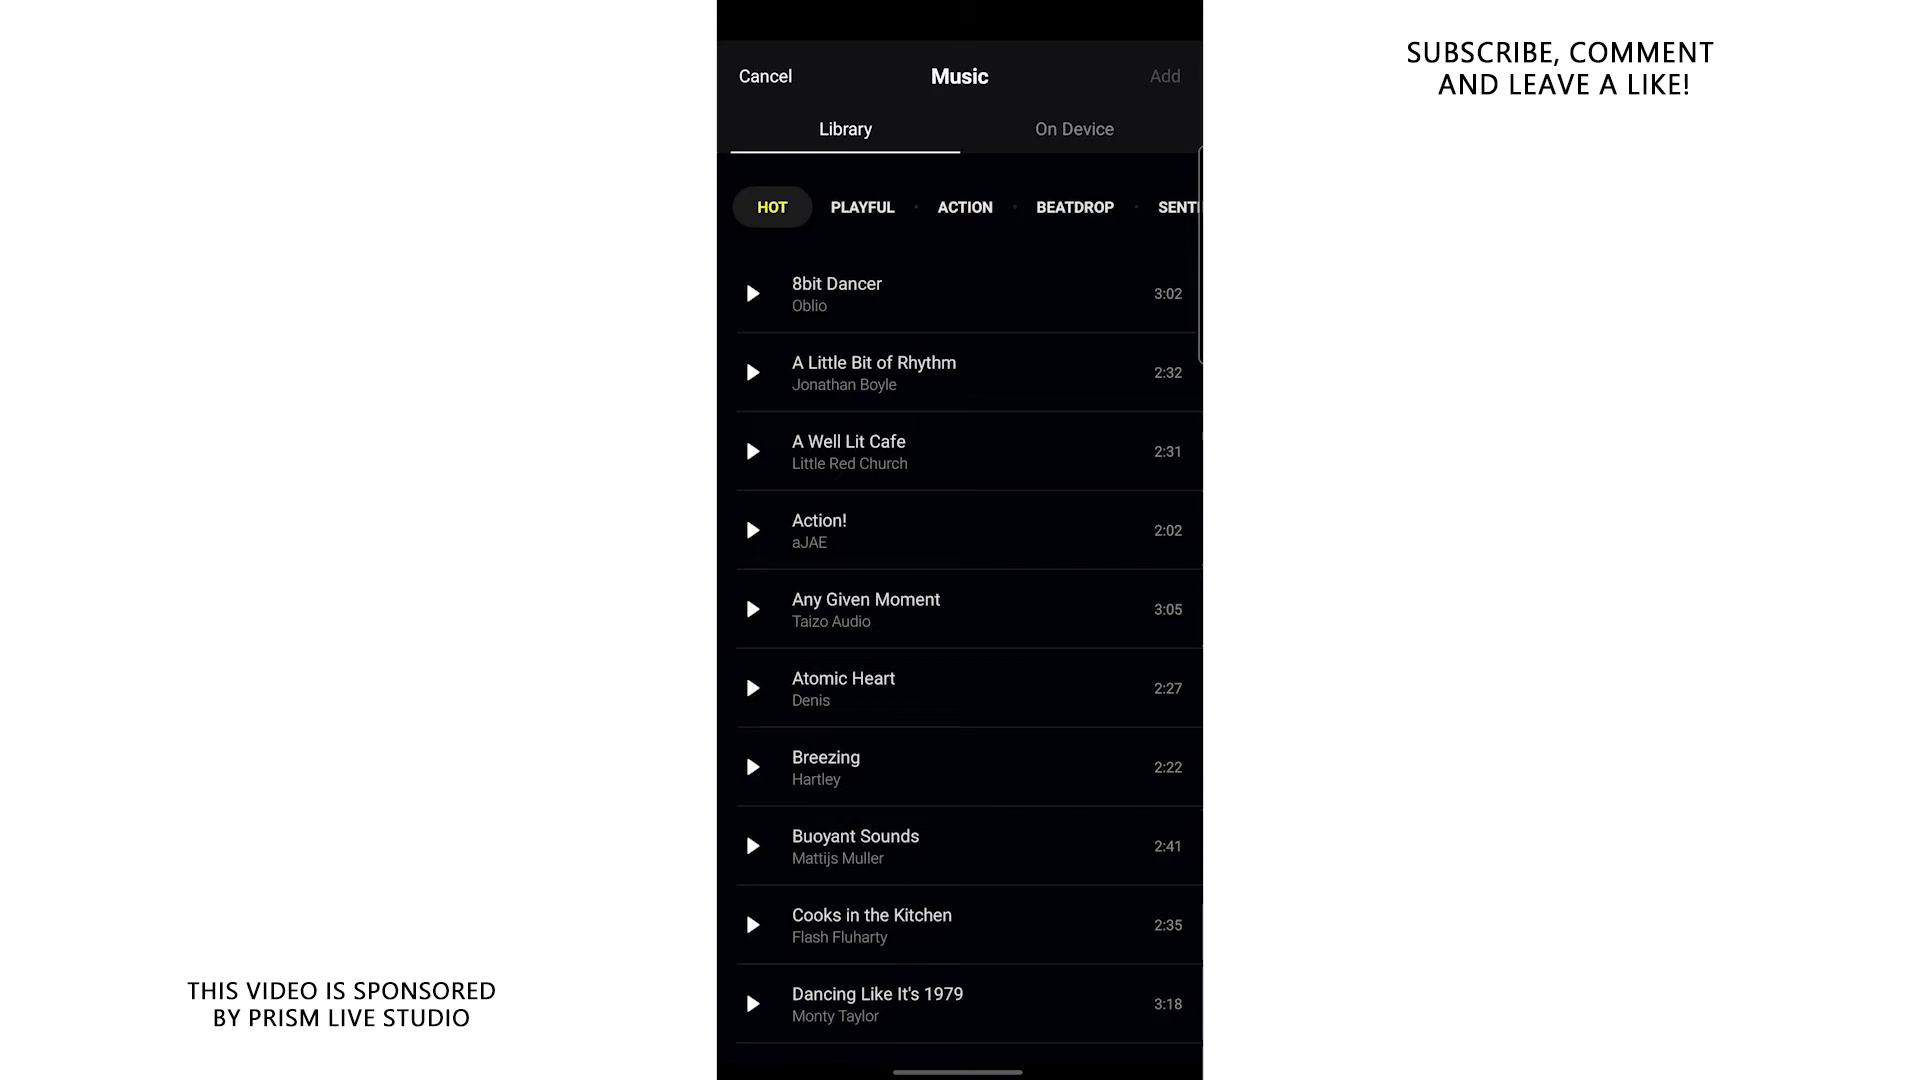 SUBSCRIBE, COMMENT
AND LEAVE A LIKE!
Cancel
Music
Add
Library
On Device
HOT
PLAYFUL
ACTION
BEATDROP
SENTI
8bit Dancer
Oblio
3:02
A Little Bit of Rhythm
Jonathan Boyle
2:32
A Well Lit Cafe
Little Red Church
2:31
Action!
aJAE
2:02
Any Given Moment
Taizo Audio
3:05
Atomic Heart
Denis
2:27
Breezing
Hartley
2:22
Buoyant Sounds
Mattijs Muller
2:41
Cooks in the Kitchen
Flash Fluharty
2:35
Dancing Like It's 1979
Monty Taylor
3:18
THIS VIDEO IS SPONSORED
BY PRISM LIVE STUDIO